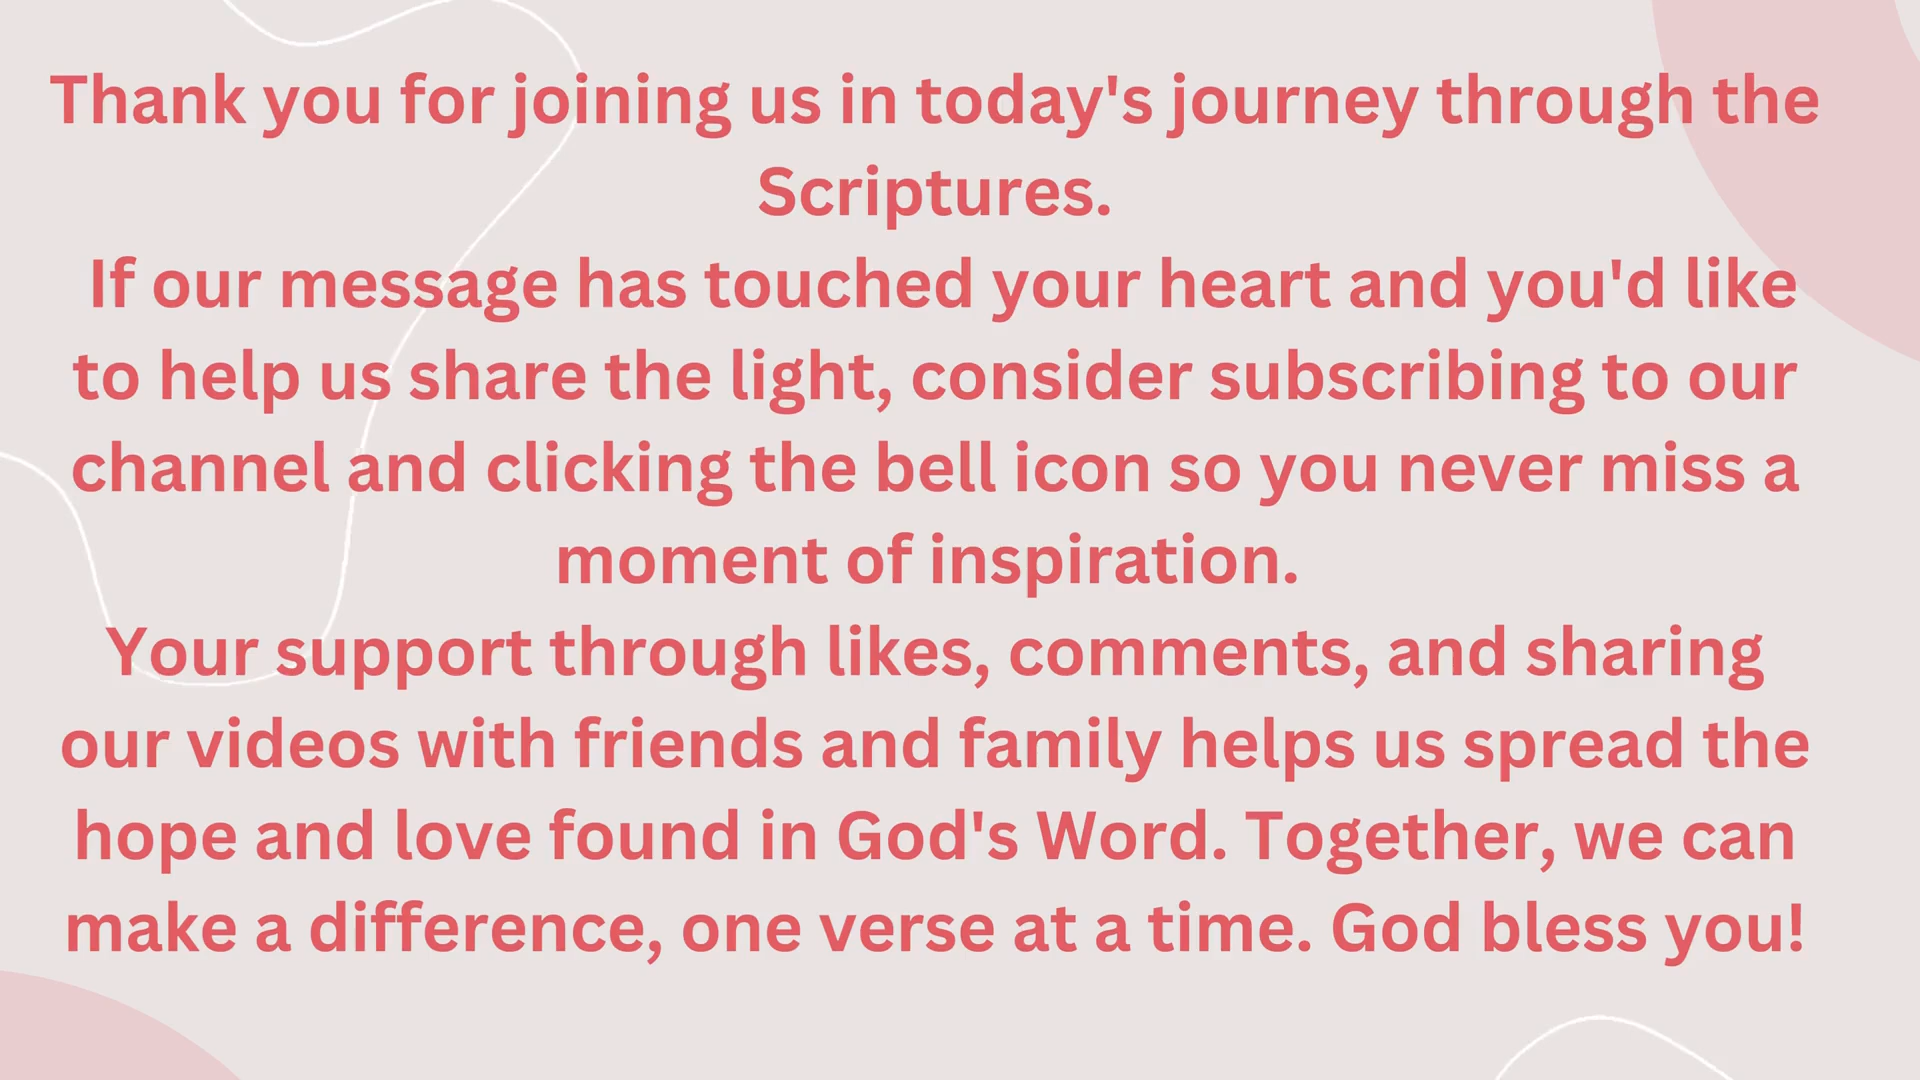 Thank you for joining us in today's journey through the
Scriptures.
If our message has touched your heart and you'd like
to help us share the light, consider subscribing to our
channel and clicking the bell icon so you never miss a
moment of inspiration.
Your support through likes, comments, and sharing
our videos with friends and family helps us spread the
hope and love found in God's Word. Together, we can
make a difference, one verse at a time. God bless you!